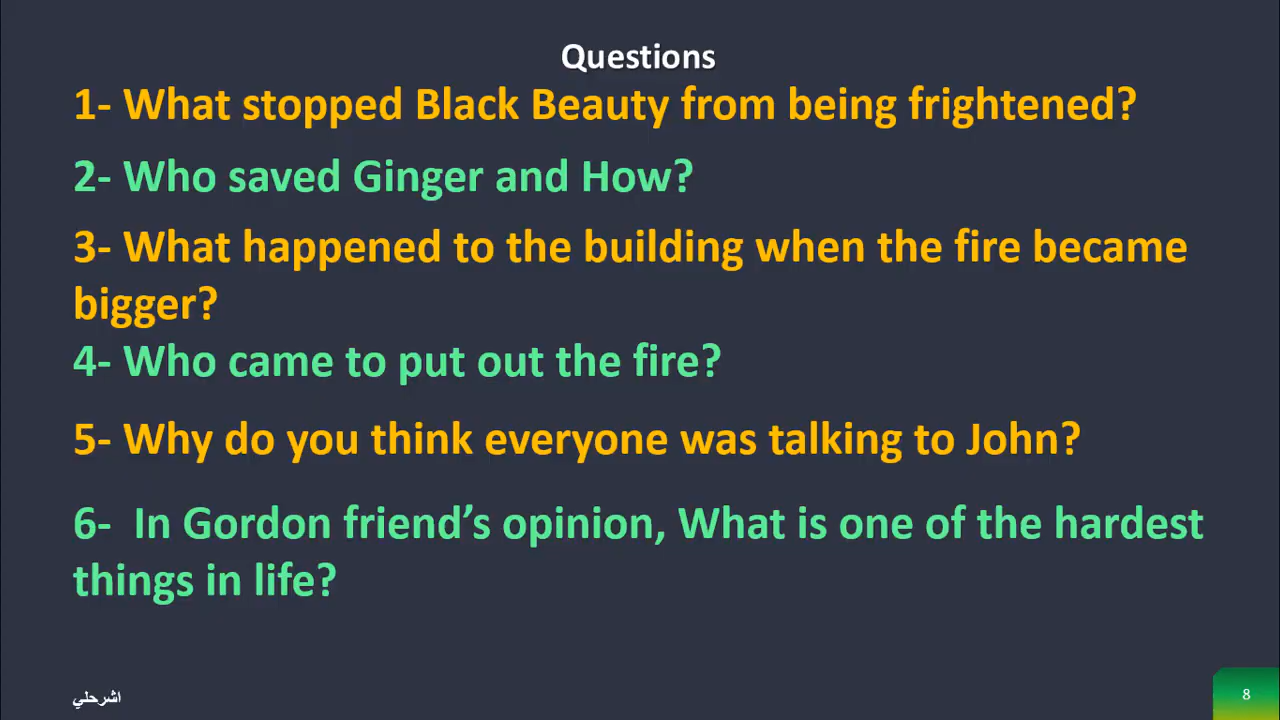 Questions
1- What stopped Black Beauty from being frightened?
2- Who saved Ginger and How?
3- What happened to the building when the fire became
bigger?
4- Who came to put out the fire?
5- Why do you think everyone was talking to John?
6-  In Gordon friend’s opinion, What is one of the hardest
things in life?
اشرحلي
8